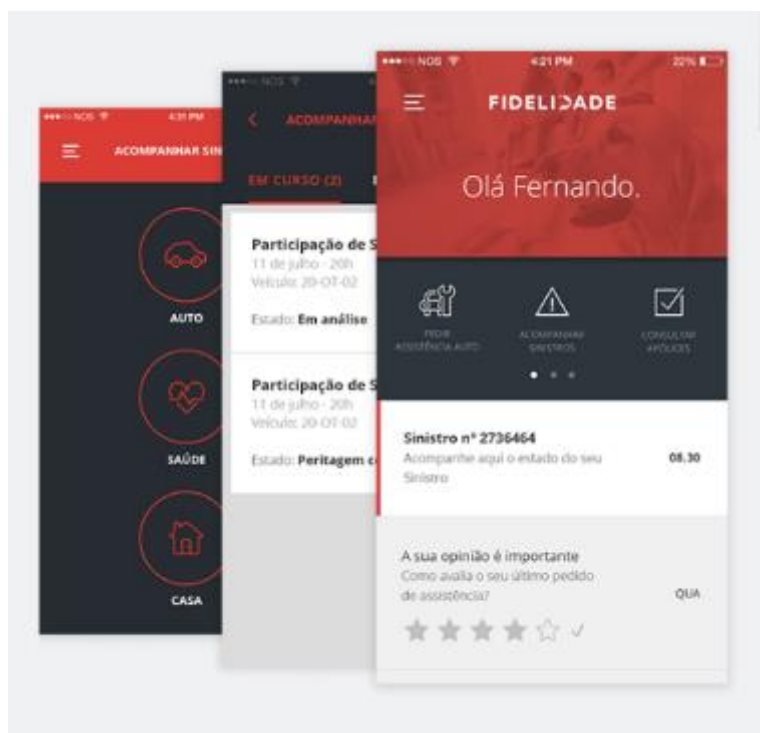 NOS 4:31 PM
ACOMPANHAR SIN
AUTO
SAÚDE
CASA
NOS
ACOMPANHAR
EM CURSO (2)
Participação de S
11 de julho - 20h
Veículo: 20-OT-02
Estado: Em análise
Participação de S
11 de julho - 20h
Veículo: 20-OT-02
Estado: Peritagem c
NOS 4:21 PM 22%
FIDELIDADE
Olá Fernando.
PEDIR
ASSISTÊNCIA AUTO
ACOMPANHAR
SINISTROS
CONSULTAR
APÓLICES
Sinistro nº 2736464
Acompanhe aqui o estado do seu
Sinistro
08.30
A sua opinião é importante
Como avalia o seu último pedido
de assistência?
QUA